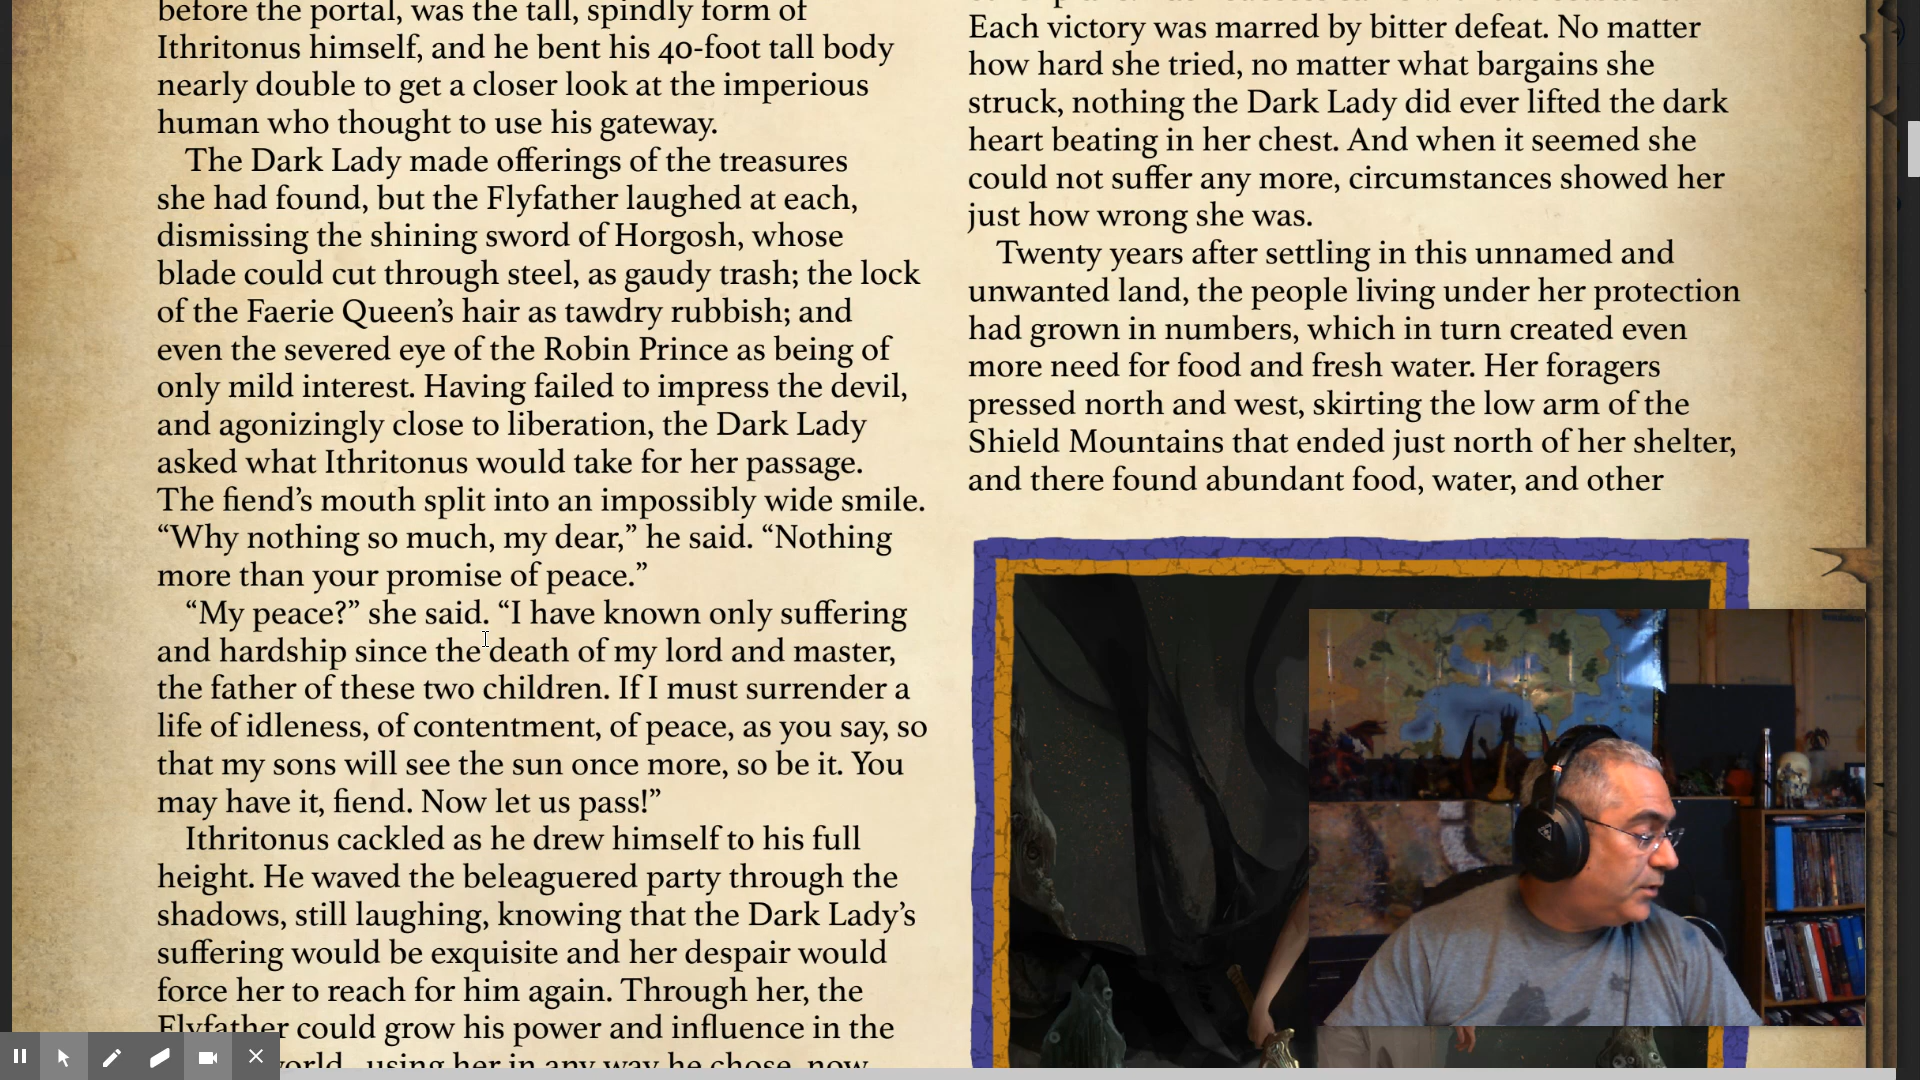 before the portal, was the tall, spindly form of
Ithritonus himself, and he bent his 40-foot tall body
nearly double to get a closer look at the imperious
human who thought to use his gateway.
The Dark Lady made offerings of the treasures
she had found, but the Flyfather laughed at each,
dismissing the shining sword of Horgosh, whose
blade could cut through steel, as gaudy trash; the lock
of the Faerie Queen’s hair as tawdry rubbish; and
even the severed eye of the Robin Prince as being of
only mild interest. Having failed to impress the devil,
and agonizingly close to liberation, the Dark Lady
asked what Ithritonus would take for her passage.
The fiend’s mouth split into an impossibly wide smile.
“Why nothing so much, my dear,” he said. “Nothing
more than your promise of peace.”
“My peace?” she said. “I have known only suffering
and hardship since the death of my lord and master,
the father of these two children. If I must surrender a
life of idleness, of contentment, of peace, as you say, so
that my sons will see the sun once more, so be it. You
may have it, fiend. Now let us pass!”
Ithritonus cackled as he drew himself to his full
height. He waved the beleaguered party through the
shadows, still laughing, knowing that the Dark Lady’s
suffering would be exquisite and her despair would
force her to reach for him again. Through her, the
Flyfather could grow his power and influence in the
using her in any way he chose, now
Each victory was marred by bitter defeat. No matter
how hard she tried, no matter what bargains she
struck, nothing the Dark Lady did ever lifted the dark
heart beating in her chest. And when it seemed she
could not suffer any more, circumstances showed her
just how wrong she was.
Twenty years after settling in this unnamed and
unwanted land, the people living under her protection
had grown in numbers, which in turn created even
more need for food and fresh water. Her foragers
pressed north and west, skirting the low arm of the
Shield Mountains that ended just north of her shelter,
and there found abundant food, water, and other